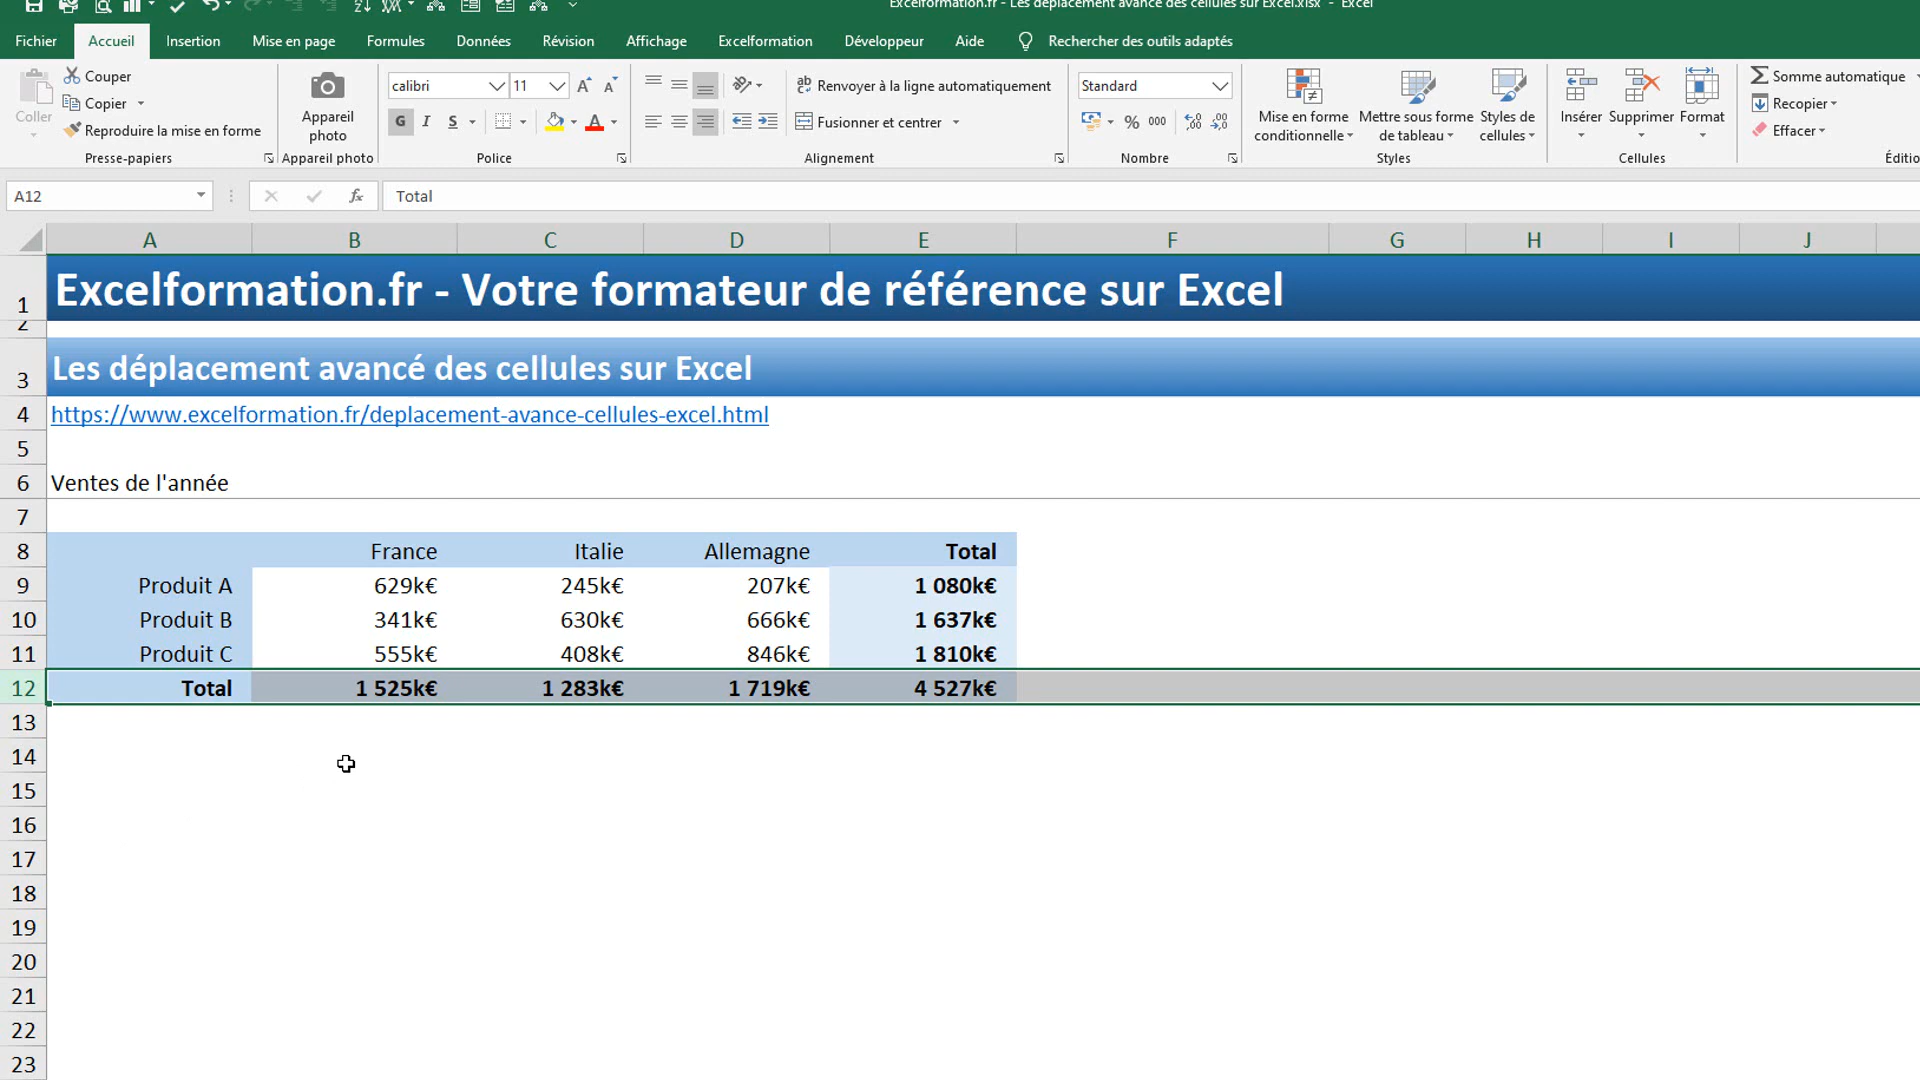 Excelformation.fr - Les déplacement avancé des cellules sur Excel.xlsx - Excel
Fichier Accueil Insertion Mise en page Formules Données Révision Affichage Excelformation Développeur Aide Rechercher des outils adaptés
Coller
Couper
Copier
Reproduire la mise en forme
Presse-papiers
Appareil photo
Appareil photo
calibri 11
G I S
Police
Renvoyer à la ligne automatiquement
Fusionner et centrer
Alignement
Standard
% 000
Nombre
Mise en forme conditionnelle
Mettre sous forme de tableau
Styles de cellules
Styles
Insérer Supprimer Format
Cellules
Somme automatique
Recopier
Effacer
Éditio
A12 fx Total
A B C D E F G H I J
1 Excelformation.fr - Votre formateur de référence sur Excel
2
3 Les déplacement avancé des cellules sur Excel
4 https://www.excelformation.fr/deplacement-avance-cellules-excel.html
5
6 Ventes de l'année
7
8 France Italie Allemagne Total
9 Produit A 629k€ 245k€ 207k€ 1 080k€
10 Produit B 341k€ 630k€ 666k€ 1 637k€
11 Produit C 555k€ 408k€ 846k€ 1 810k€
12 Total 1 525k€ 1 283k€ 1 719k€ 4 527k€
13
14
15
16
17
18
19
20
21
22
23